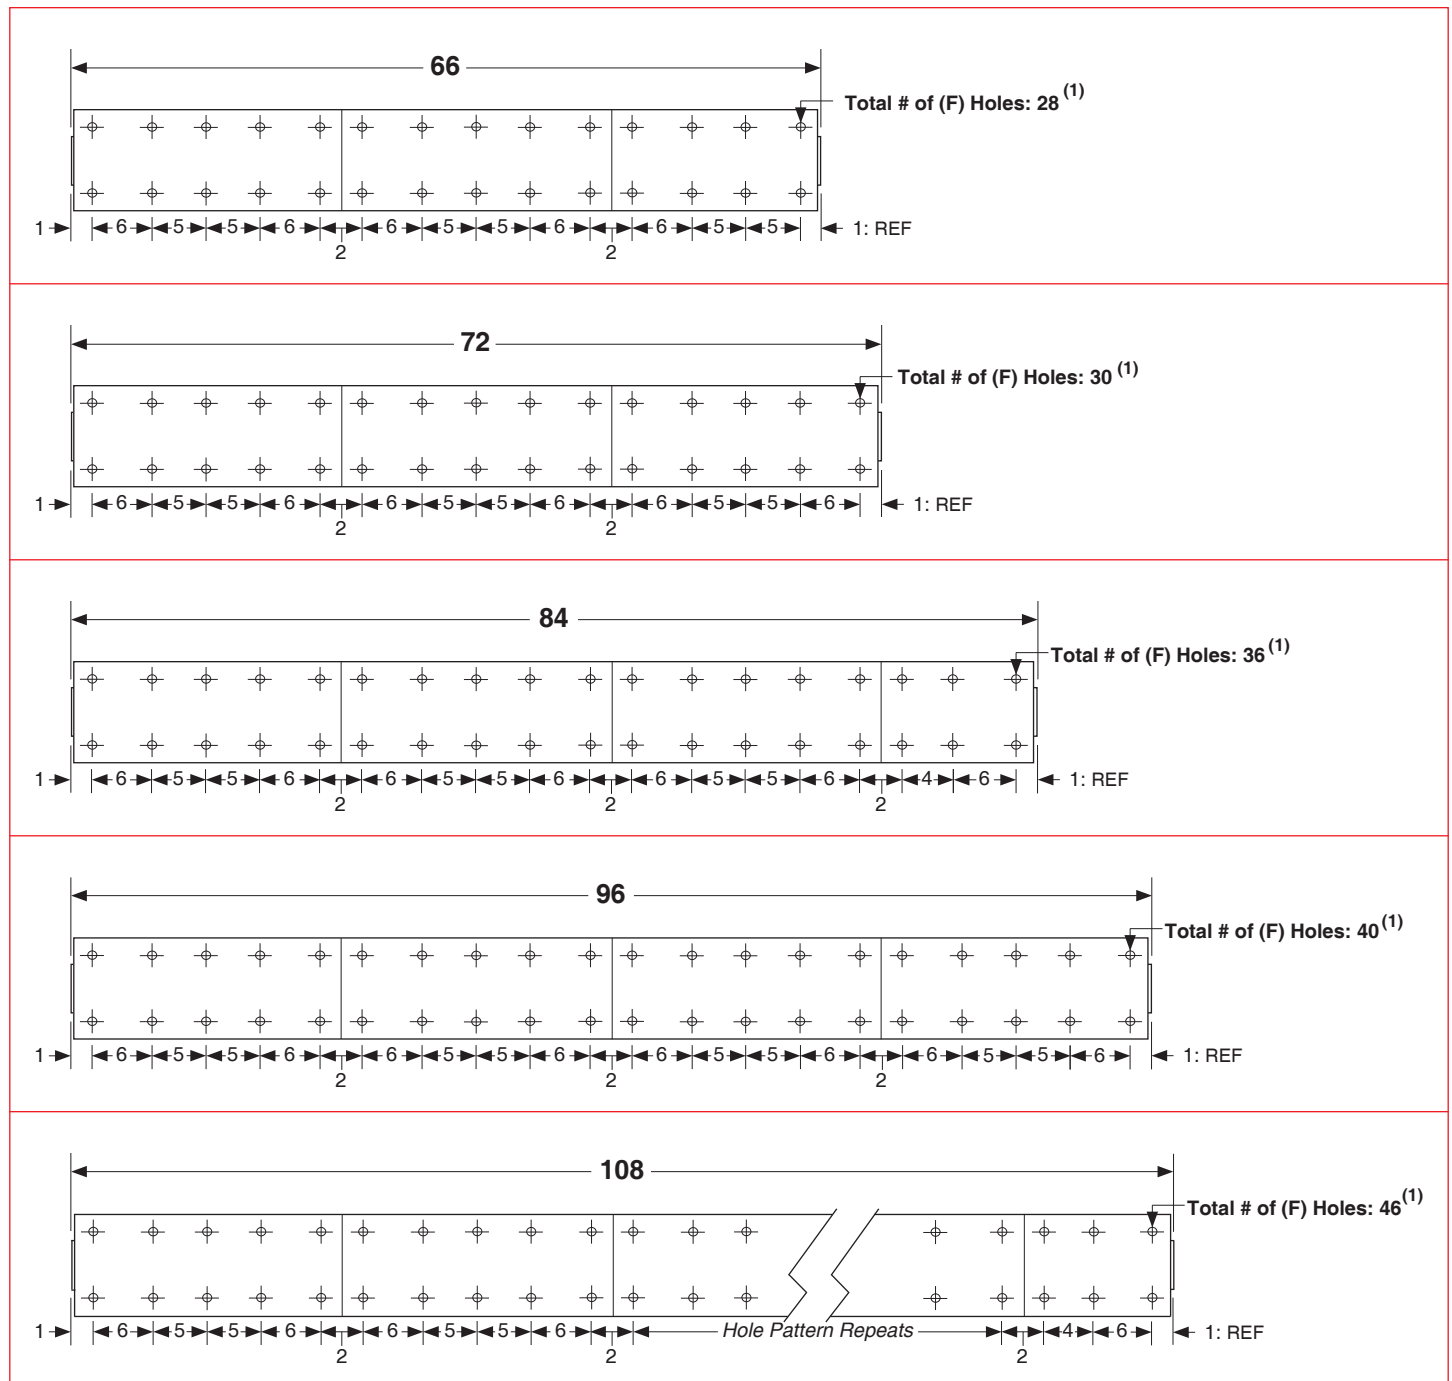 66
Total # of (F) Holes: 28 (1)
1 6 5 5 6 6 5 5 6 6 5 5 1: REF
2 2
72
Total # of (F) Holes: 30 (1)
1 6 5 5 6 6 5 5 6 6 5 5 6 1: REF
2 2
84
Total # of (F) Holes: 36 (1)
1 6 5 5 6 6 5 5 6 6 5 5 6 4 6 1: REF
2 2 2
96
Total # of (F) Holes: 40 (1)
1 6 5 5 6 6 5 5 6 6 5 5 6 6 5 5 6 1: REF
2 2 2
108
Total # of (F) Holes: 46 (1)
1 6 5 5 6 6 5 5 6 Hole Pattern Repeats 4 6 1: REF
2 2 2